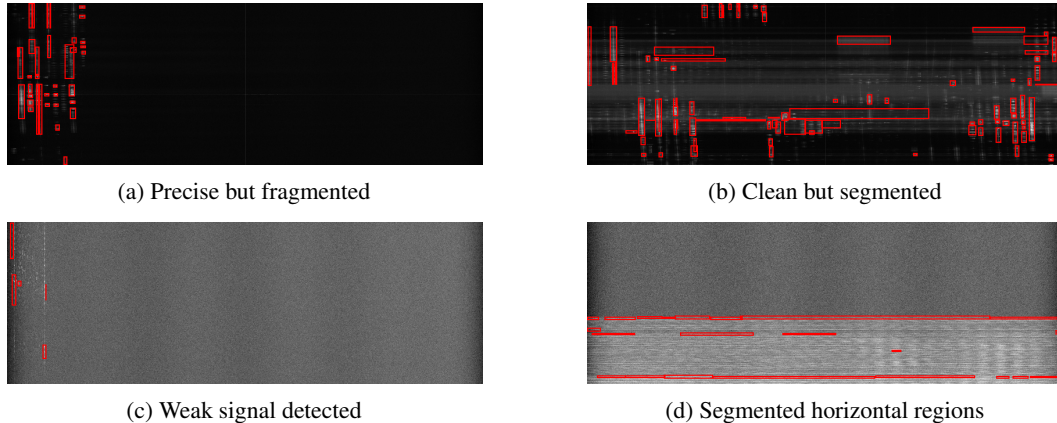 (a) Precise but fragmented
(b) Clean but segmented
(c) Weak signal detected
(d) Segmented horizontal regions